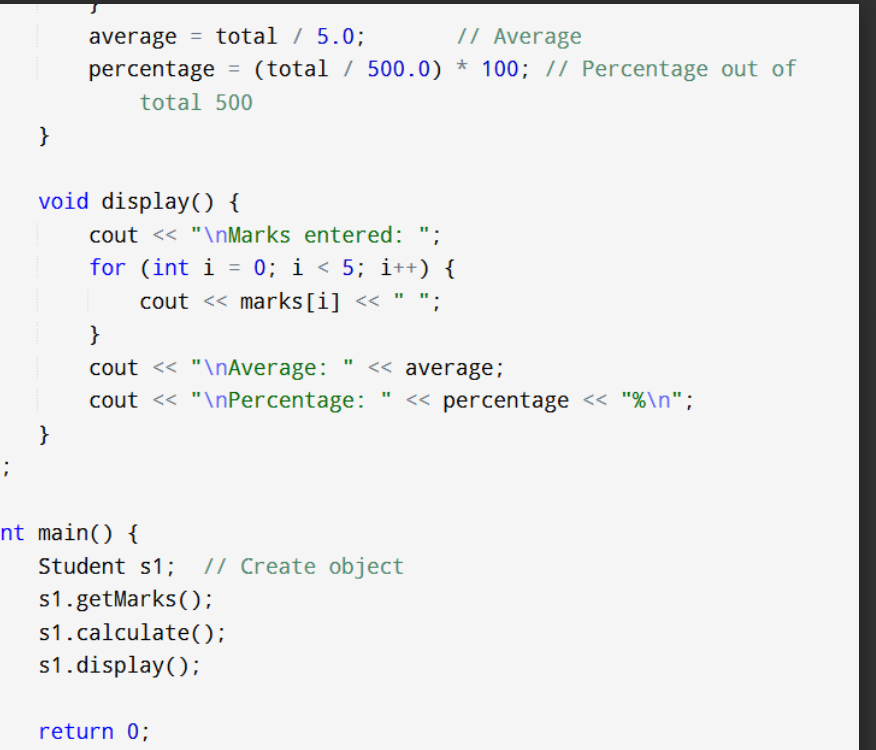 }
average = total / 5.0;       // Average
percentage = (total / 500.0) * 100; // Percentage out of
total 500
}
void display() {
cout << "\nMarks entered: ";
for (int i = 0; i < 5; i++) {
cout << marks[i] << " ";
}
cout << "\nAverage: " << average;
cout << "\nPercentage: " << percentage << "%\n";
}
;
nt main() {
Student s1;  // Create object
s1.getMarks();
s1.calculate();
s1.display();
return 0;